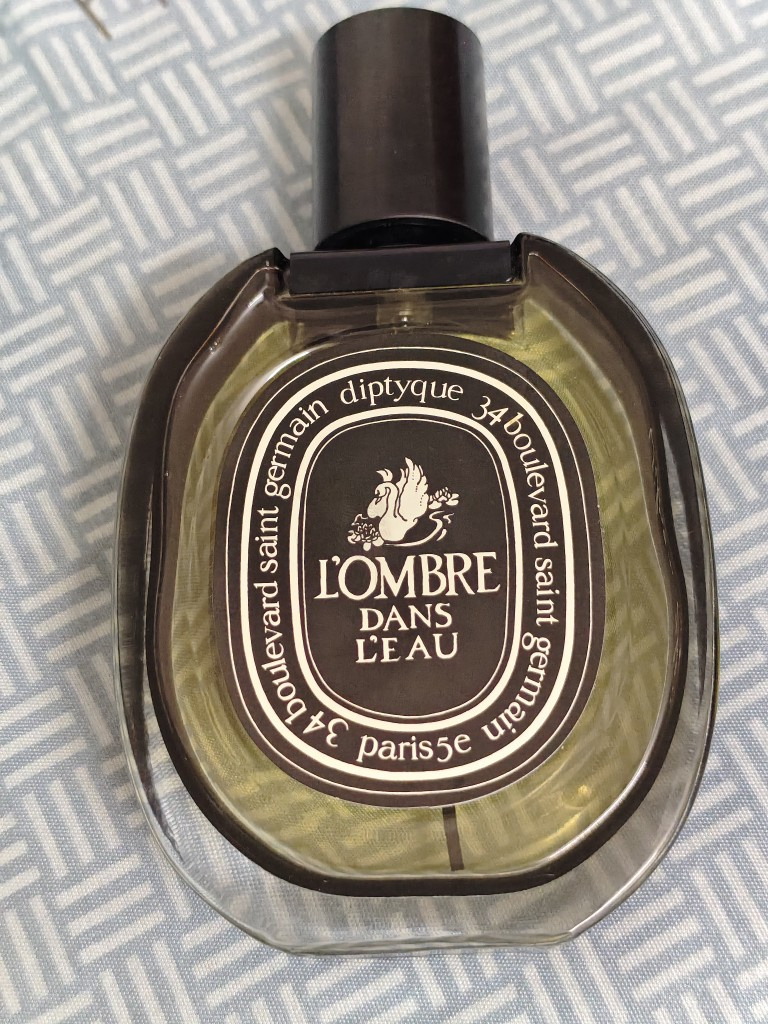 diptyque 34 boulevard saint germain paris 5e 34 boulevard saint germain
L'OMBRE
DANS
L'EAU